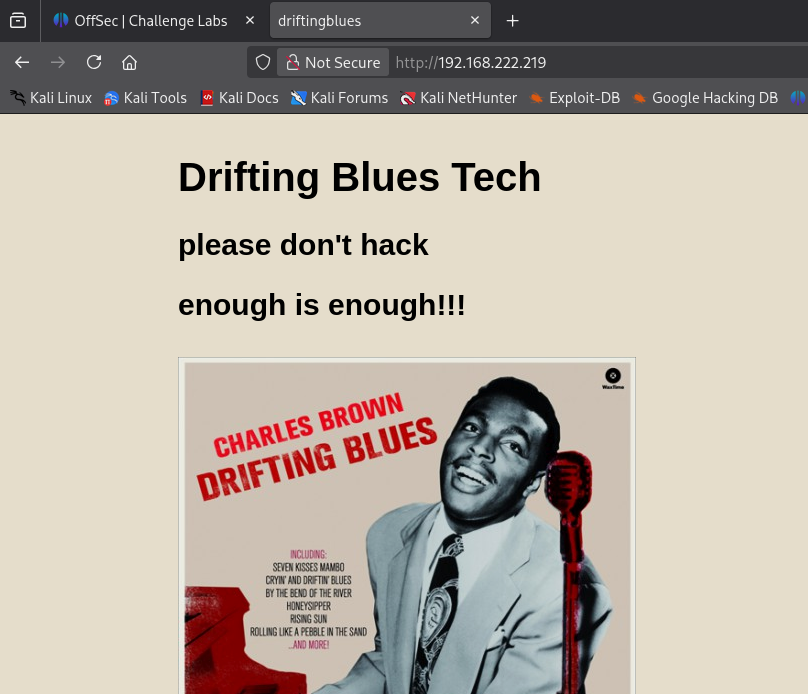 OffSec | Challenge Labs
driftingblues
Not Secure
http://192.168.222.219
Kali Linux
Kali Tools
Kali Docs
Kali Forums
Kali NetHunter
Exploit-DB
Google Hacking DB
Drifting Blues Tech
please don't hack
enough is enough!!!
WaxTime
CHARLES BROWN
DRIFTING BLUES
INCLUDING:
SEVEN KISSES MAMBO
CRYIN' AND DRIFTIN' BLUES
BY THE BEND OF THE RIVER
HONEYSIPPER
RISING SUN
ROLLING LIKE A PEBBLE IN THE SAND
...AND MORE!